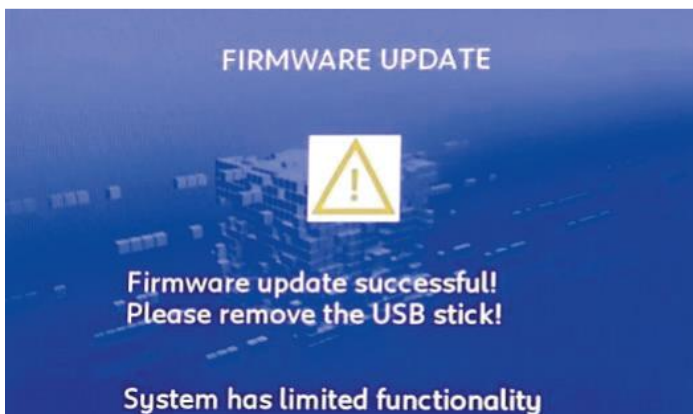 FIRMWARE UPDATE
!
Firmware update successful!
Please remove the USB stick!
System has limited functionality